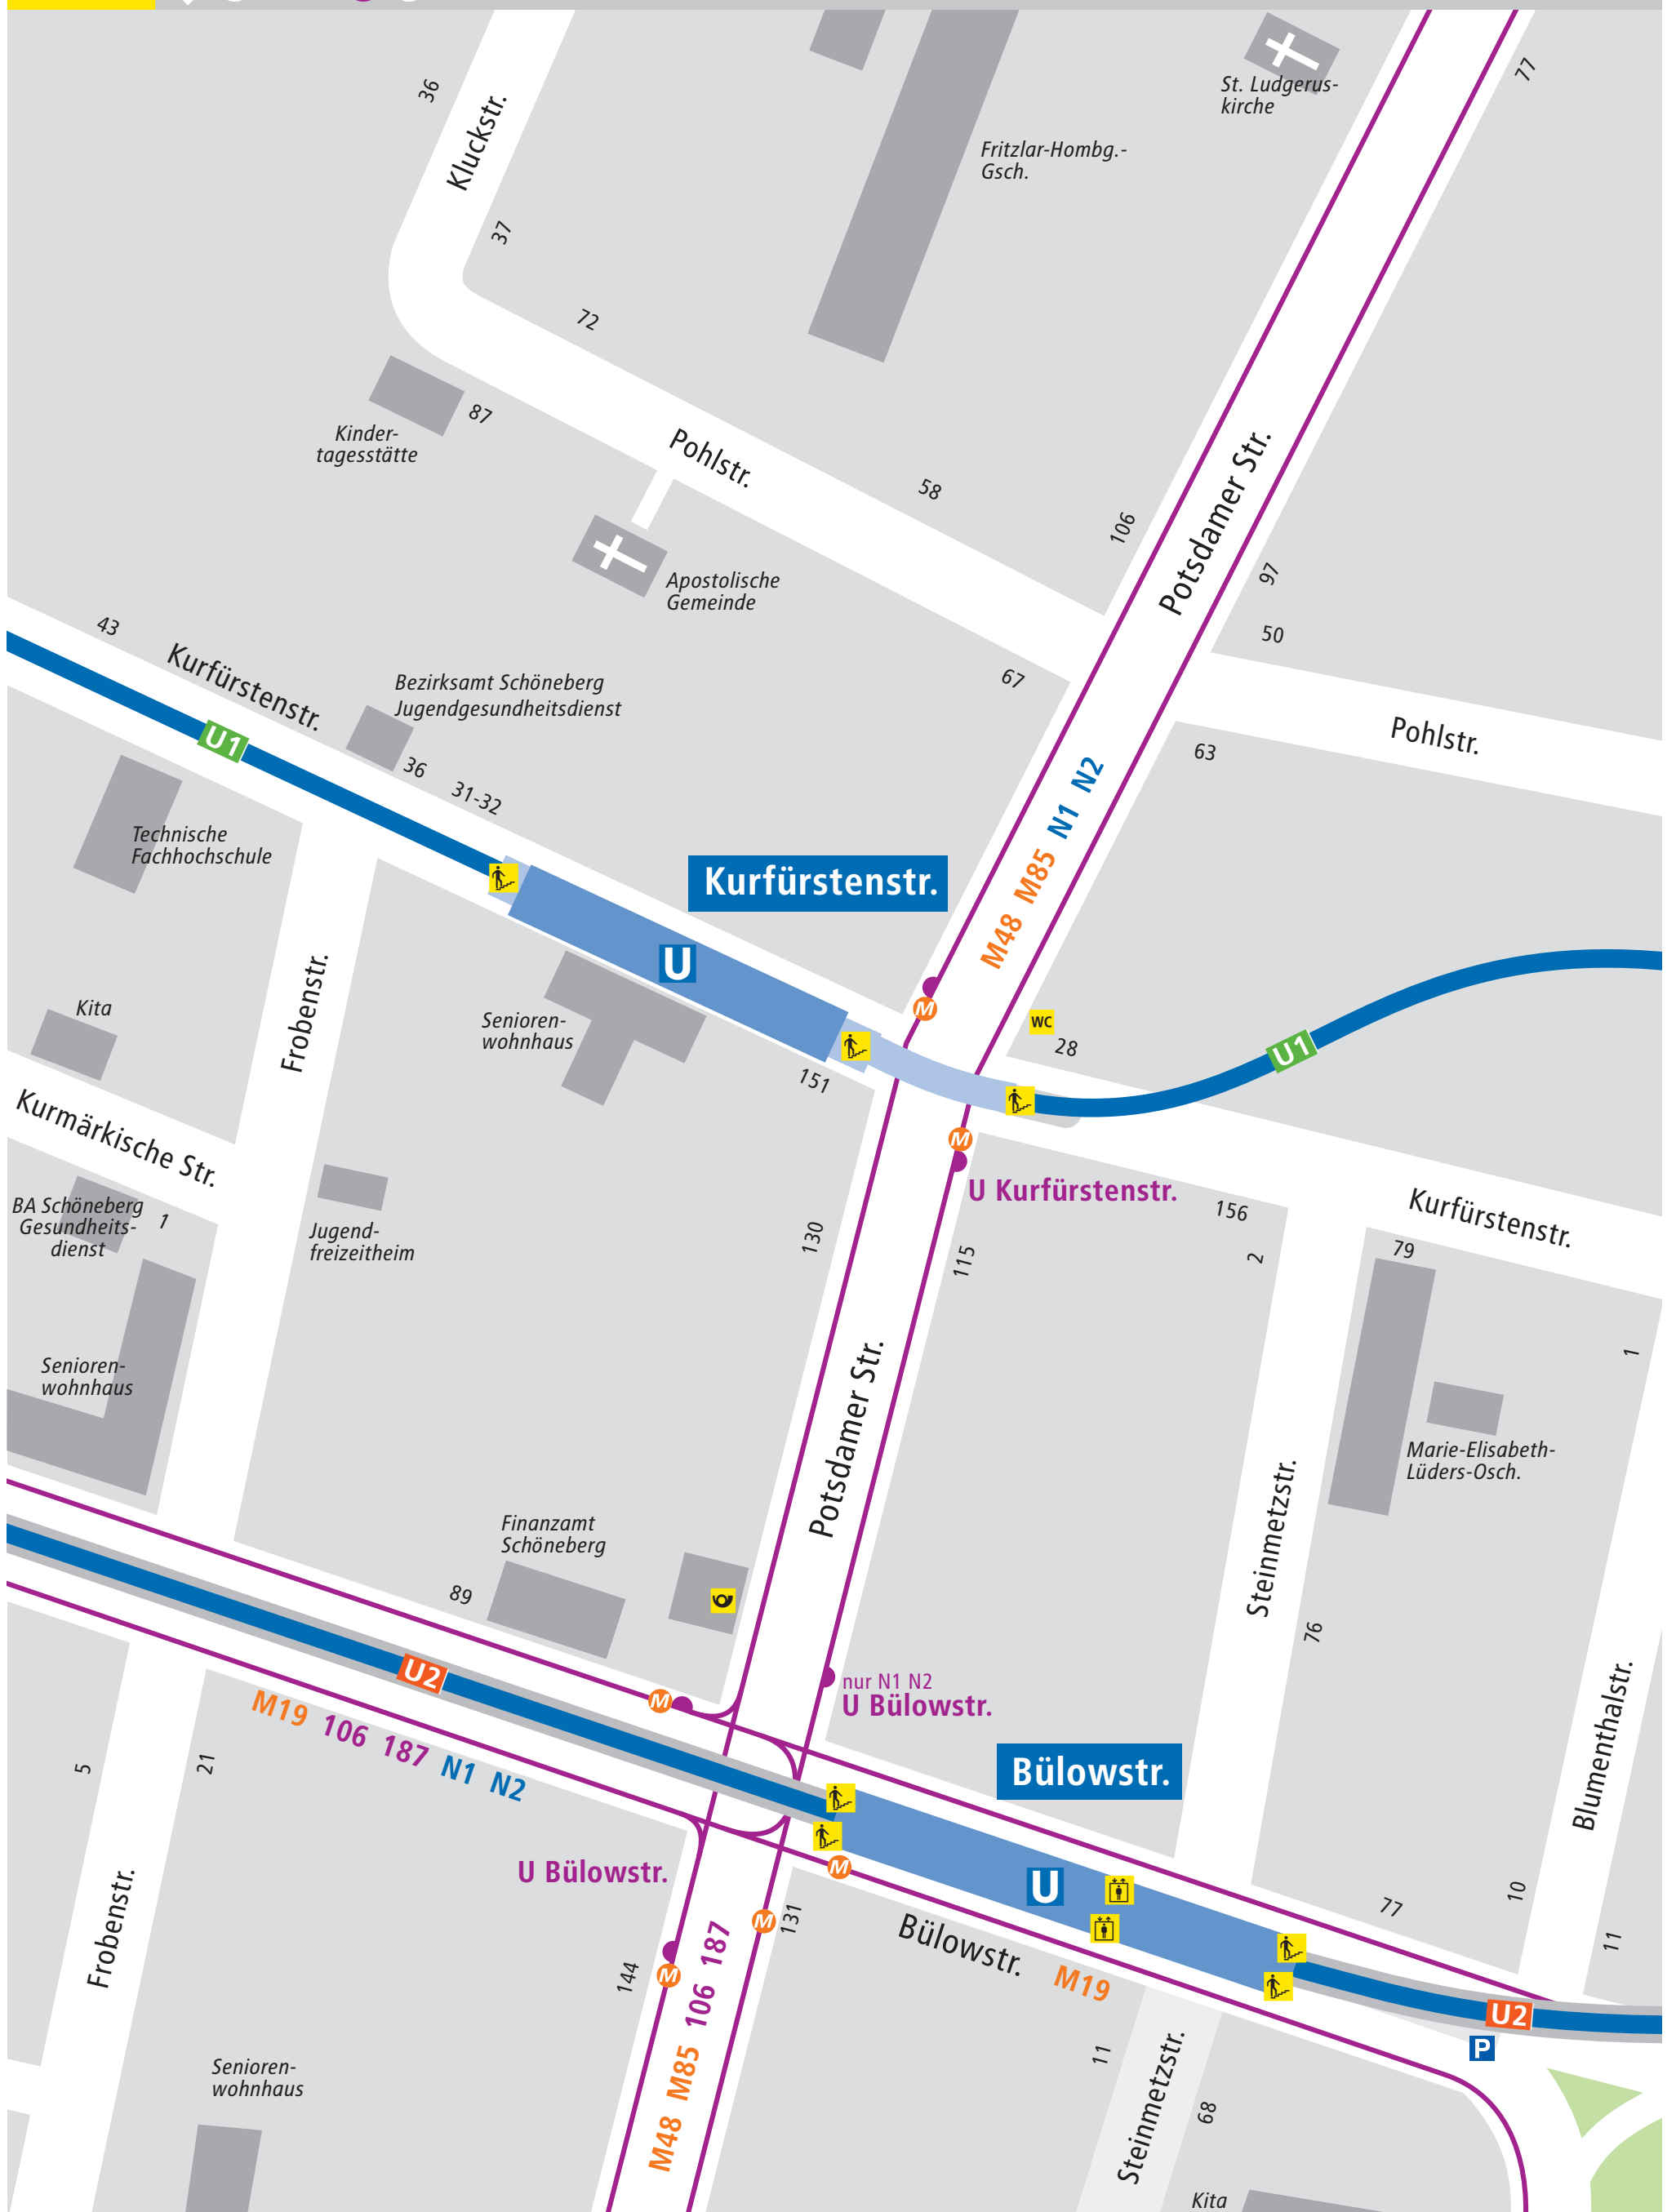 36
Kluckstr.
37
St. Ludgerus-
kirche
77
Fritzlar-Hombg.-
Gsch.
72
87
Kinder-
tagesstätte
Pohlstr.
58
106
Potsdamer Str.
97
50
Apostolische
Gemeinde
67
63
Pohlstr.
43
Kurfürstenstr.
U1
Bezirksamt Schöneberg
Jugendgesundheitsdienst
36
31-32
Technische
Fachhochschule
Kurfürstenstr.
M48 M85 N1 N2
U
M
WC
28
U1
Kita
Frobenstr.
Senioren-
wohnhaus
151
M
U Kurfürstenstr.
Kurmärkische Str.
BA Schöneberg
Gesundheits-
dienst
1
Jugend-
freizeitheim
130
115
156
2
Kurfürstenstr.
79
1
Senioren-
wohnhaus
Potsdamer Str.
Marie-Elisabeth-
Lüders-Osch.
Finanzamt
Schöneberg
89
Steinmetzstr.
76
U2
M
nur N1 N2
U Bülowstr.
M19 106 187 N1 N2
Bülowstr.
Blumenthalstr.
5
21
U Bülowstr.
M
U
M
131
Bülowstr.
M19
77
10
11
Frobenstr.
144
M
M48 M85 106 187
U2
P
11
Steinmetzstr.
68
Senioren-
wohnhaus
Kita